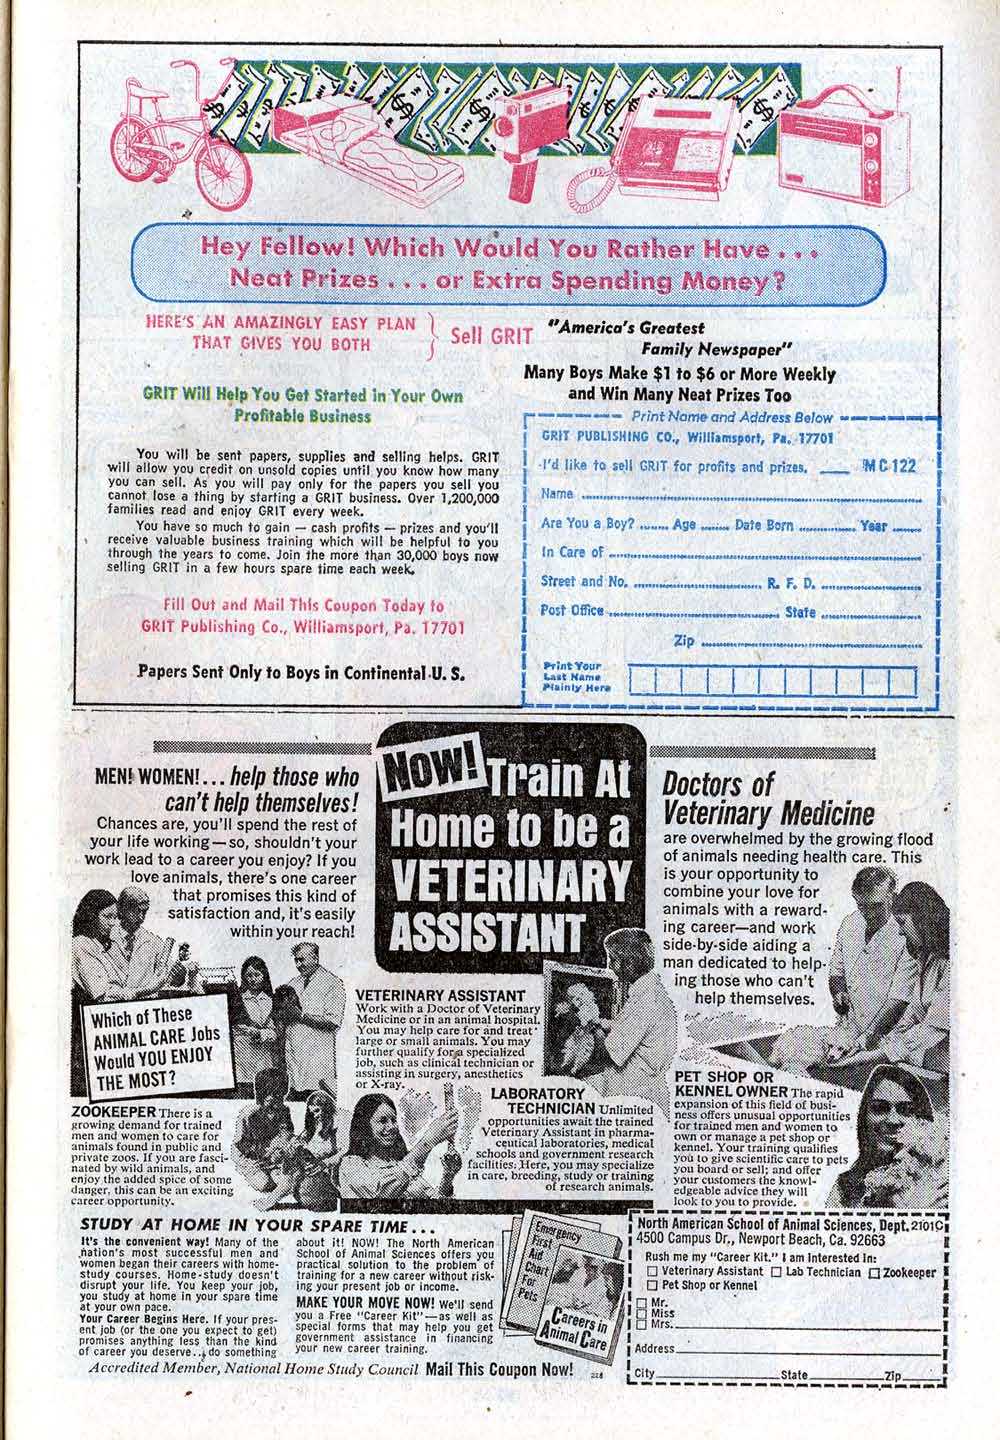 Hey Fellow! Which Would You Rather Have...
Neat Prizes... or Extra Spending Money?
HERE'S AN AMAZINGLY EASY PLAN
THAT GIVES YOU BOTH
Sell GRIT
"America's Greatest
Family Newspaper"
Many Boys Make $1 to $6 or More Weekly
and Win Many Neat Prizes Too
GRIT Will Help You Get Started in Your Own
Profitable Business
You will be sent papers, supplies and selling helps. GRIT
will allow you credit on unsold copies until you know how many
you can sell. As you will pay only for the papers you sell you
cannot lose a thing by starting a GRIT business. Over 1,200,000
families read and enjoy GRIT every week.
You have so much to gain — cash profits — prizes and you'll
receive valuable business training which will be helpful to you
through the years to come. Join the more than 30,000 boys now
selling GRIT in a few hours spare time each week.
Fill Out and Mail This Coupon Today to
GRIT Publishing Co., Williamsport, Pa. 17701
Papers Sent Only to Boys in Continental U. S.
Print Name and Address Below
GRIT PUBLISHING CO., Williamsport, Pa. 17701
I'd like to sell GRIT for profits and prizes. ___ MC122
Name
Are You a Boy? ...... Age ...... Date Born ............ Year ......
In Care of
Street and No. R. F. D.
Post Office State
Zip
Print Your
Last Name
Plainly Here
MEN! WOMEN!... help those who
can't help themselves!
Chances are, you'll spend the rest of
your life working—so, shouldn't your
work lead to a career you enjoy? If you
love animals, there's one career
that promises this kind of
satisfaction and, it's easily
within your reach!
NOW! Train At
Home to be a
VETERINARY
ASSISTANT
Doctors of
Veterinary Medicine
are overwhelmed by the growing flood
of animals needing health care. This
is your opportunity to
combine your love for
animals with a reward-
ing career—and work
side-by-side aiding a
man dedicated to help-
ing those who can't
help themselves.
Which of These
ANIMAL CARE Jobs
Would YOU ENJOY
THE MOST?
VETERINARY ASSISTANT
Work with a Doctor of Veterinary
Medicine or in an animal hospital.
You may help care for and treat
large or small animals. You may
further qualify for a specialized
job, such as clinical technician or
assisting in surgery, anesthetics
or X-ray.
ZOOKEEPER There is a
growing demand for trained
men and women to care for
animals found in public and
private zoos. If you are fasci-
nated by wild animals, and
enjoy the added spice of some
danger, this can be an exciting
career opportunity.
LABORATORY
TECHNICIAN Unlimited
opportunities await the trained
Veterinary Assistant in pharma-
ceutical laboratories, medical
schools and government research
facilities. Here, you may specialize
in care, breeding, study or training
of research animals.
PET SHOP OR
KENNEL OWNER The rapid
expansion of this field of busi-
ness offers unusual opportunities
for trained men and women to
own or manage a pet shop or
kennel. Your training qualifies
you to give scientific care to pets
you board or sell; and offer
your customers the knowl-
edgeable advice they will
look to you to provide.
STUDY AT HOME IN YOUR SPARE TIME...
It's the convenient way! Many of the
nation's most successful men and
women began their careers with home-
study courses. Home-study doesn't
disrupt your life. You keep your job,
you study at home in your spare time
at your own pace.
Your Career Begins Here. If your pres-
ent job (or the one you expect to get)
promises anything less than the kind
of career you deserve...do something
about it! NOW! The North American
School of Animal Sciences offers you
practical solution to the problem of
training for a new career without risk-
ing your present job or income.
MAKE YOUR MOVE NOW! We'll send
you a Free "Career Kit"—as well as
special forms that may help you get
government assistance in financing
your new career training.
Emergency
First
Aid
Chart
For
Pets
Careers in
Animal Care
Accredited Member, National Home Study Council Mail This Coupon Now!
North American School of Animal Sciences, Dept. 2101C
4500 Campus Dr., Newport Beach, Ca. 92663
Rush me my "Career Kit." I am Interested In:
Veterinary Assistant Lab Technician Zookeeper
Pet Shop or Kennel
Mr.
Miss
Mrs.
Address
City State Zip